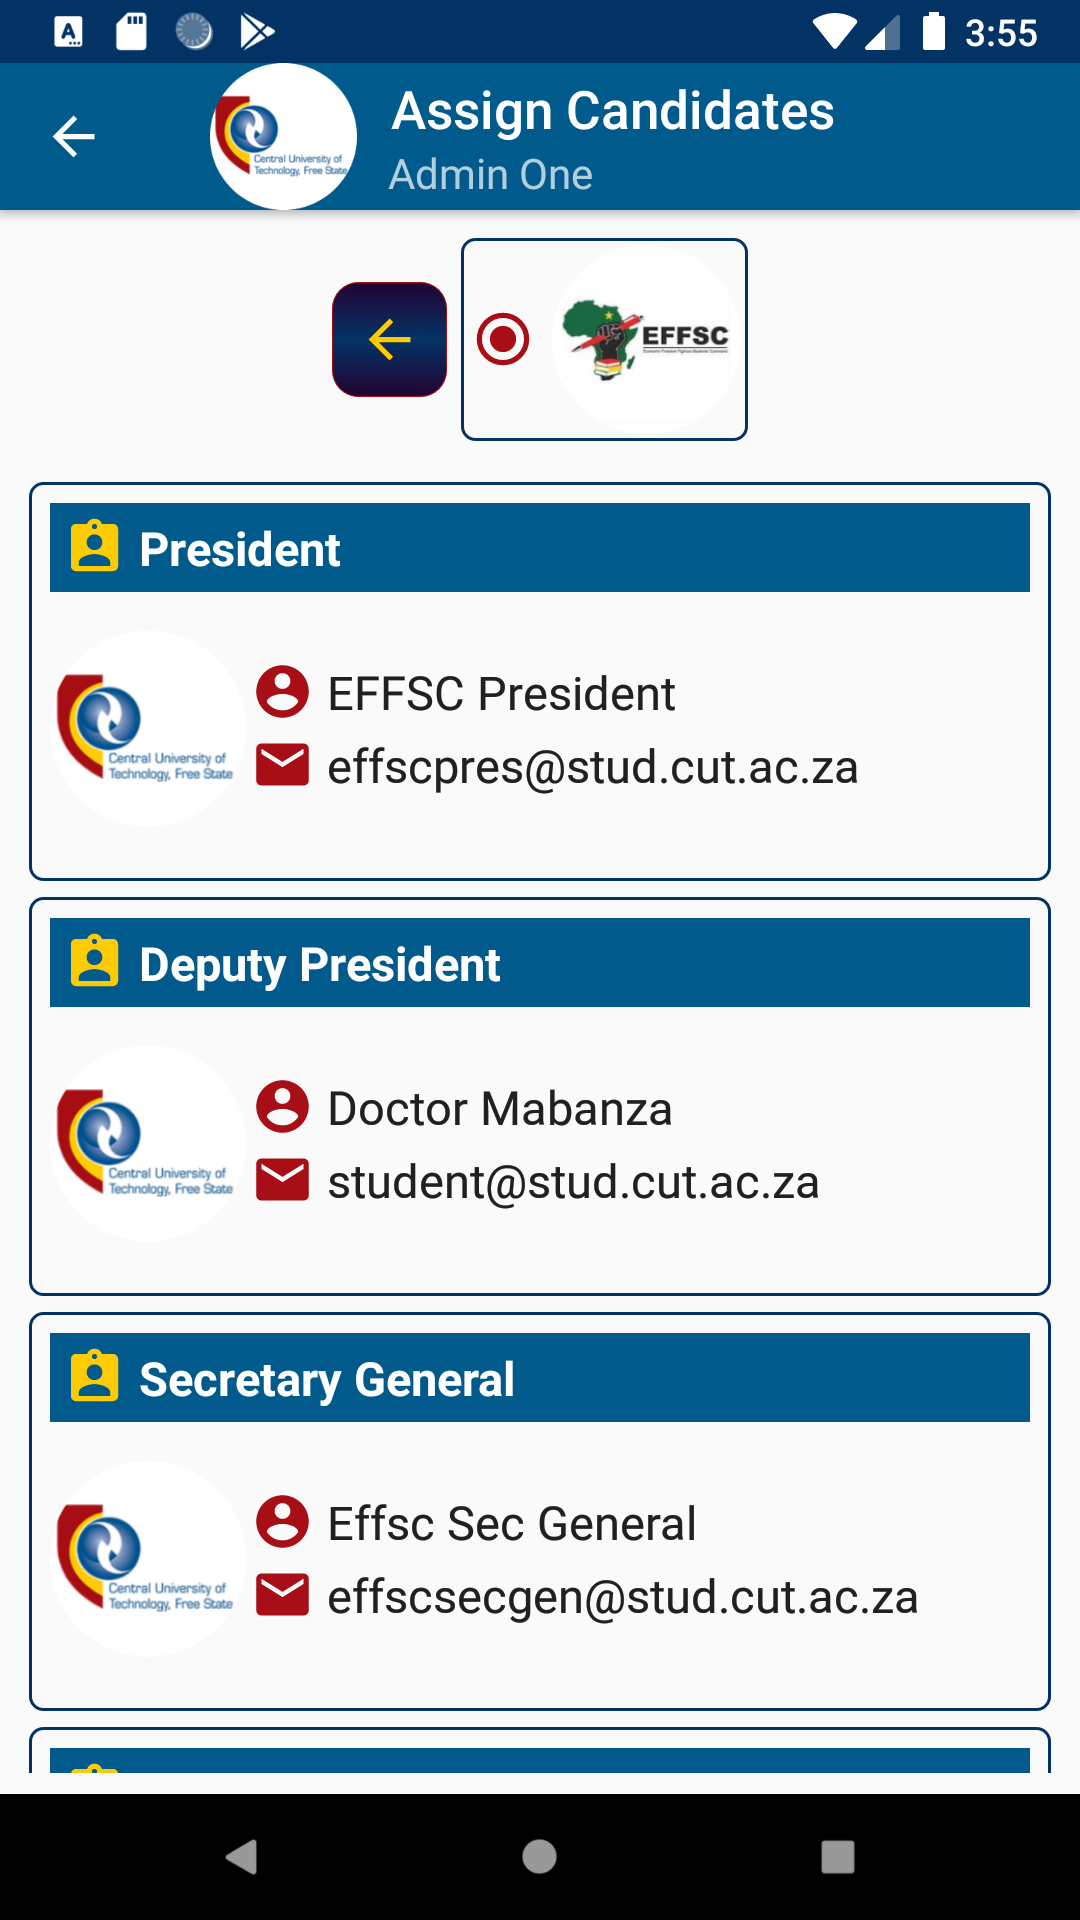 3:55
Assign Candidates
Admin One
Central University of
Technology, Free State
EFFSC
President
EFFSC President
effscpres@stud.cut.ac.za
Central University of
Technology, Free State
Deputy President
Doctor Mabanza
student@stud.cut.ac.za
Central University of
Technology, Free State
Secretary General
Effsc Sec General
effscsecgen@stud.cut.ac.za
Central University of
Technology, Free State